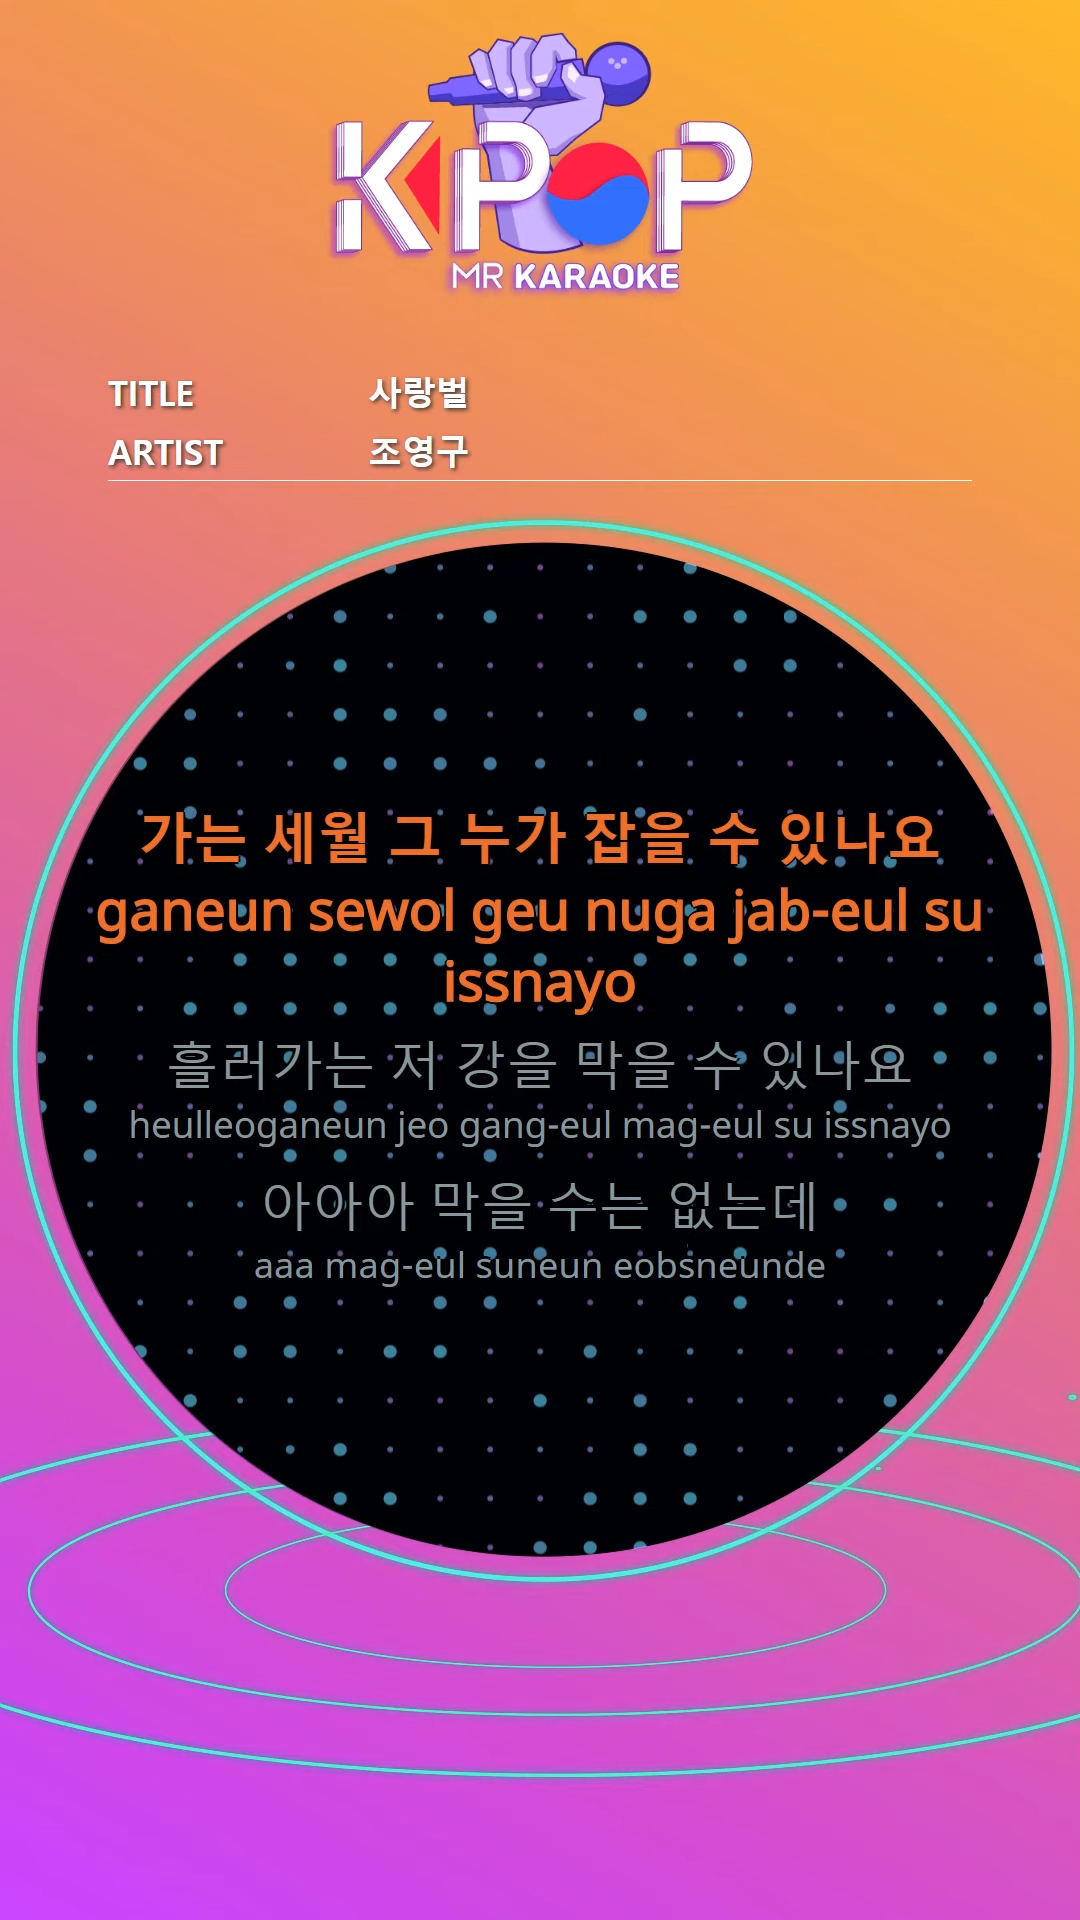 KPOP
MR KARAOKE
TITLE 사랑벌
ARTIST 조영구
가는 세월 그 누가 잡을 수 있나요
ganeun sewol geu nuga jab-eul su
issnayo
흘러가는 저 강을 막을 수 있나요
heulleoganeun jeo gang-eul mag-eul su issnayo
아아아 막을 수는 없는데
aaa mag-eul suneun eobsneunde